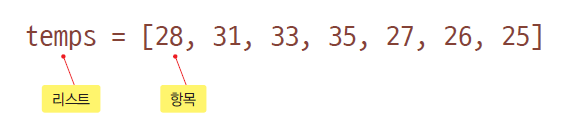 temps = [28, 31, 33, 35, 27, 26, 25]
리스트
항목